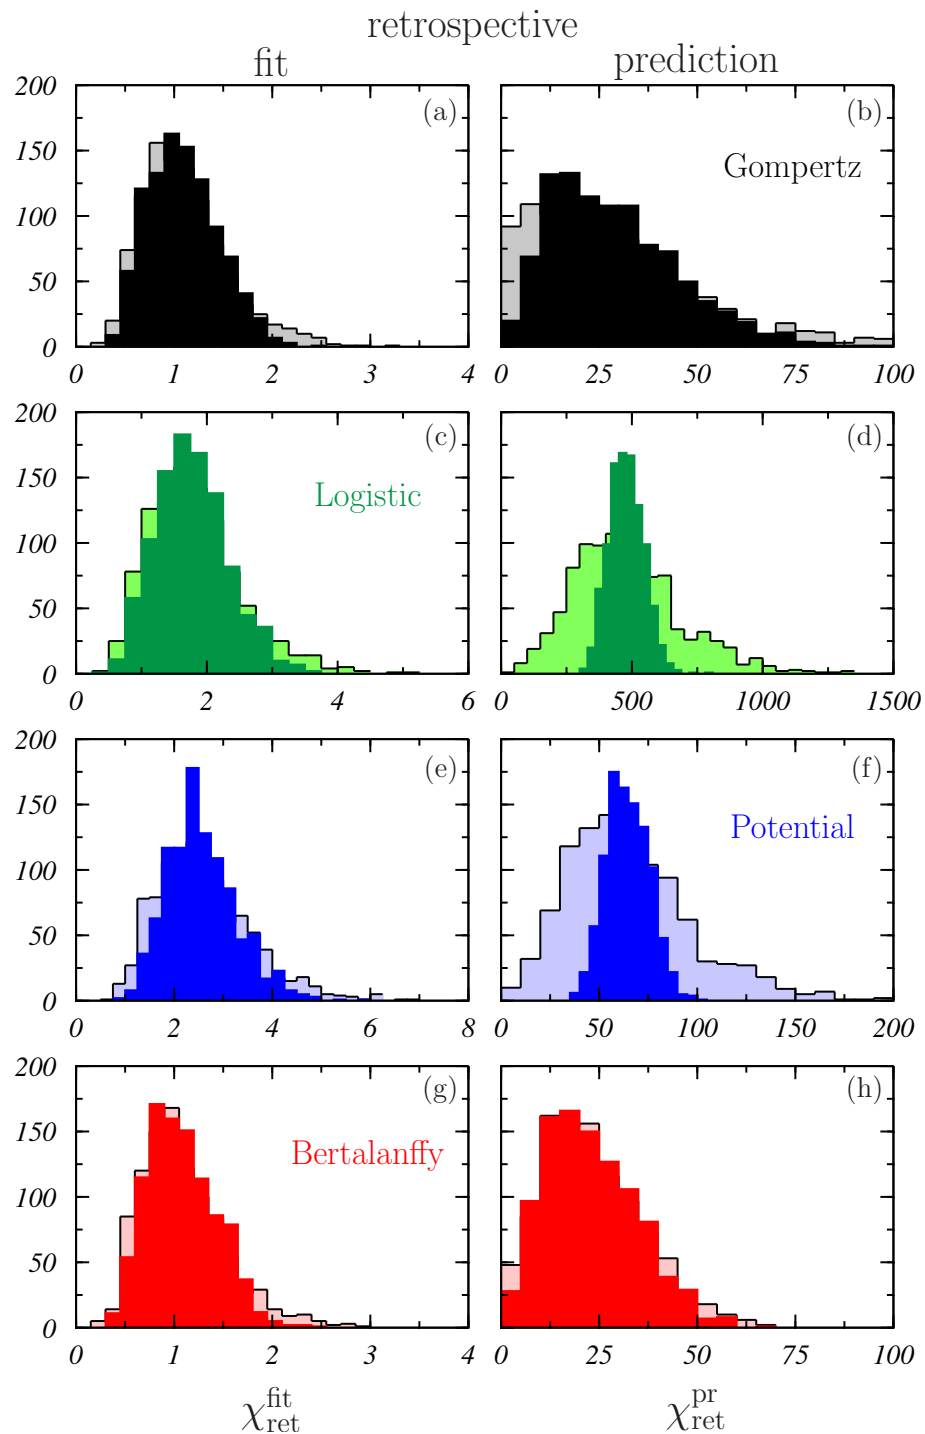 retrospective
fit prediction
200 (a) (b)
150 Gompertz
100
50
0
0 1 2 3 4 0 25 50 75 100
200 (c) (d)
150 Logistic
100
50
0
0 2 4 6 0 500 1000 1500
200 (e) (f)
150 Potential
100
50
0
0 2 4 6 8 0 50 100 150 200
200 (g) (h)
150 Bertalanffy
100
50
0
0 1 2 3 4 0 25 50 75 100
χ_ret^fit χ_ret^pr